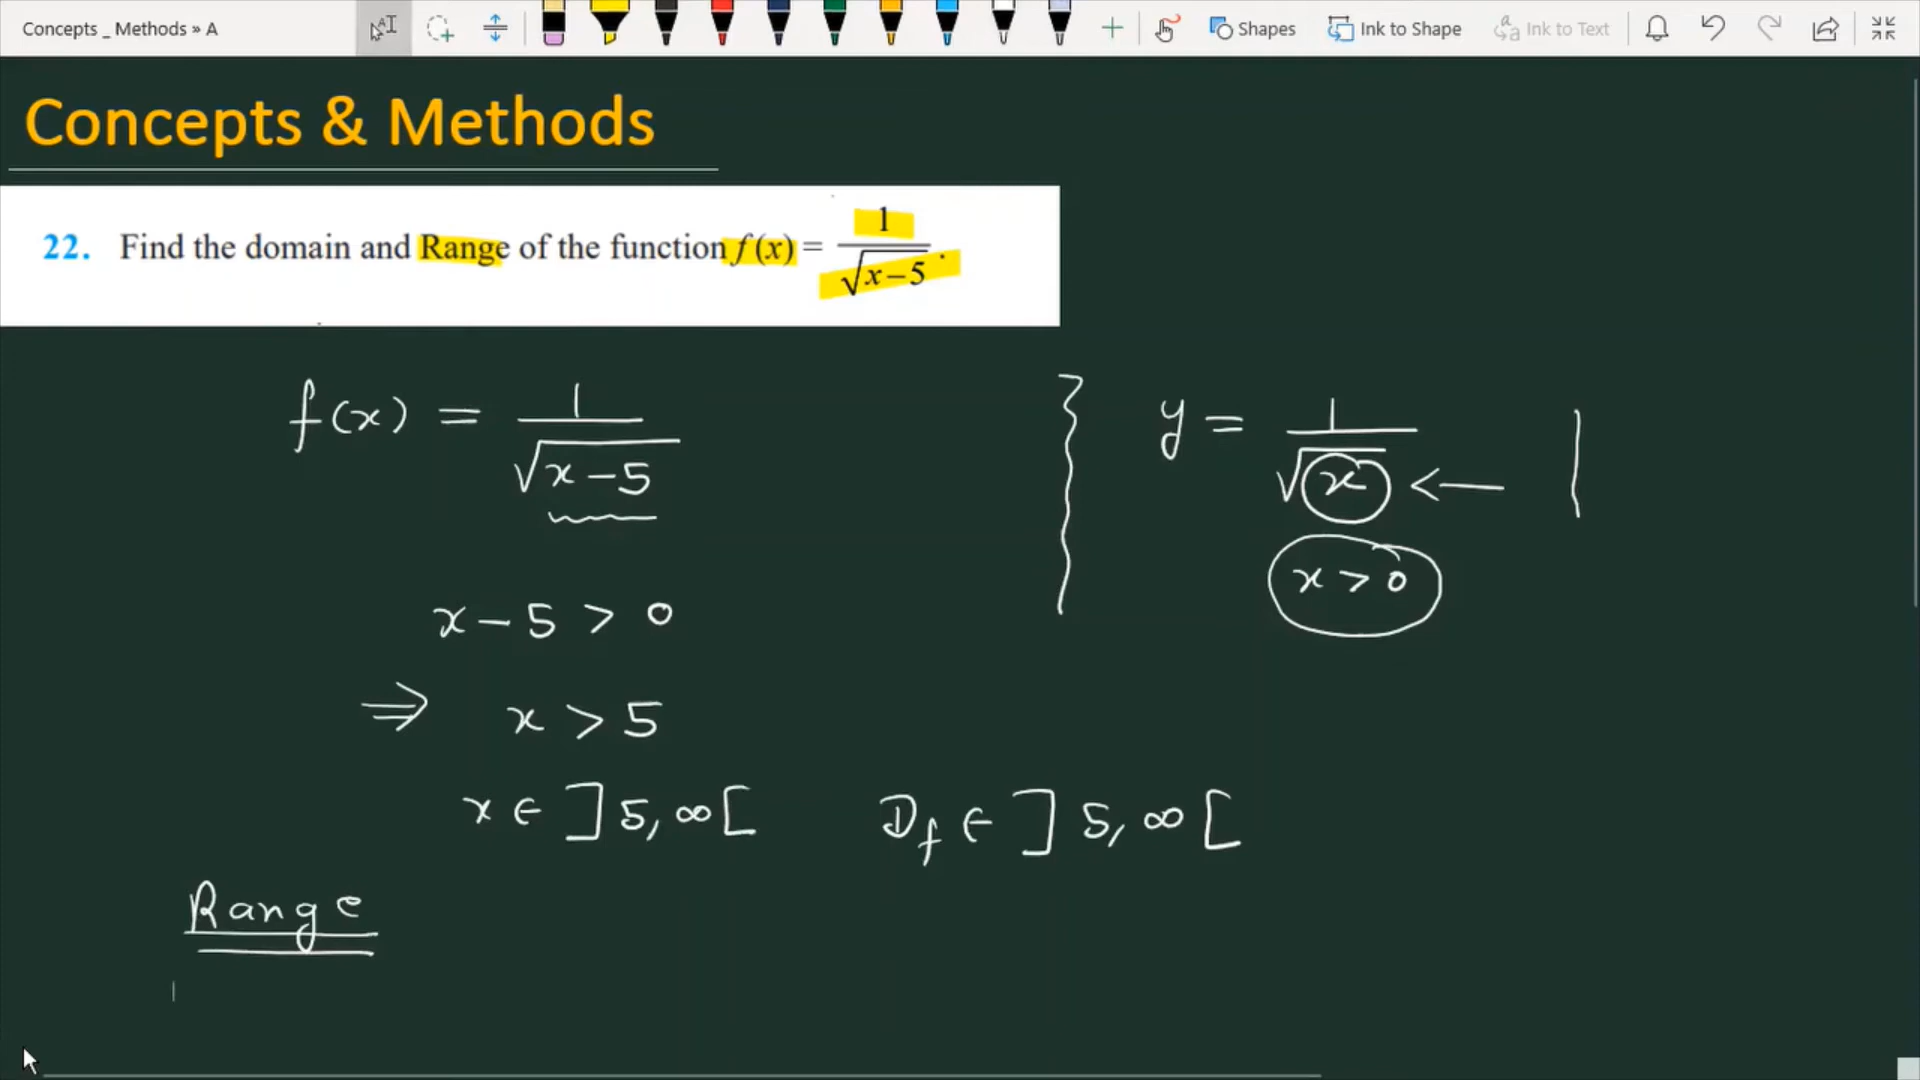 Concepts _ Methods » A
Shapes
Ink to Shape
Ink to Text
Concepts & Methods
22. Find the domain and Range of the function f (x) = 1/√x−5 .
f(x) = 1/√x−5
x − 5 > 0
⇒ x > 5
x ∈ ]5, ∞[
D_f ∈ ]5, ∞[
y = 1/√x ←
x > 0
Range